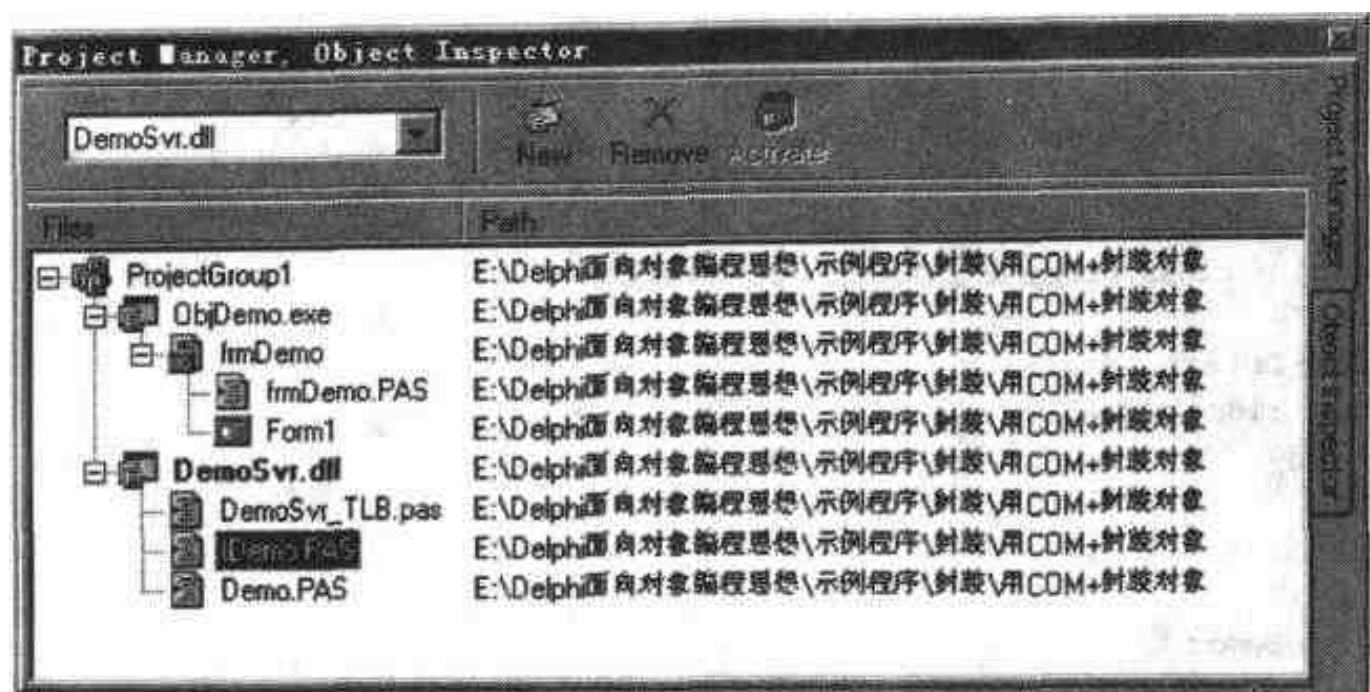 Project Manager, Object Inspector
DemoSvr.dll
New Remove Activate
Files Path
ProjectGroup1 E:\Delphi面向对象编程思想\示例程序\封装\用COM+封装对象
ObjDemo.exe E:\Delphi面向对象编程思想\示例程序\封装\用COM+封装对象
frmDemo E:\Delphi面向对象编程思想\示例程序\封装\用COM+封装对象
frmDemo.PAS E:\Delphi面向对象编程思想\示例程序\封装\用COM+封装对象
Form1 E:\Delphi面向对象编程思想\示例程序\封装\用COM+封装对象
DemoSvr.dll E:\Delphi面向对象编程思想\示例程序\封装\用COM+封装对象
DemoSvr_TLB.pas E:\Delphi面向对象编程思想\示例程序\封装\用COM+封装对象
IDemo.PAS E:\Delphi面向对象编程思想\示例程序\封装\用COM+封装对象
Demo.PAS E:\Delphi面向对象编程思想\示例程序\封装\用COM+封装对象
Project Manager
Object Inspector